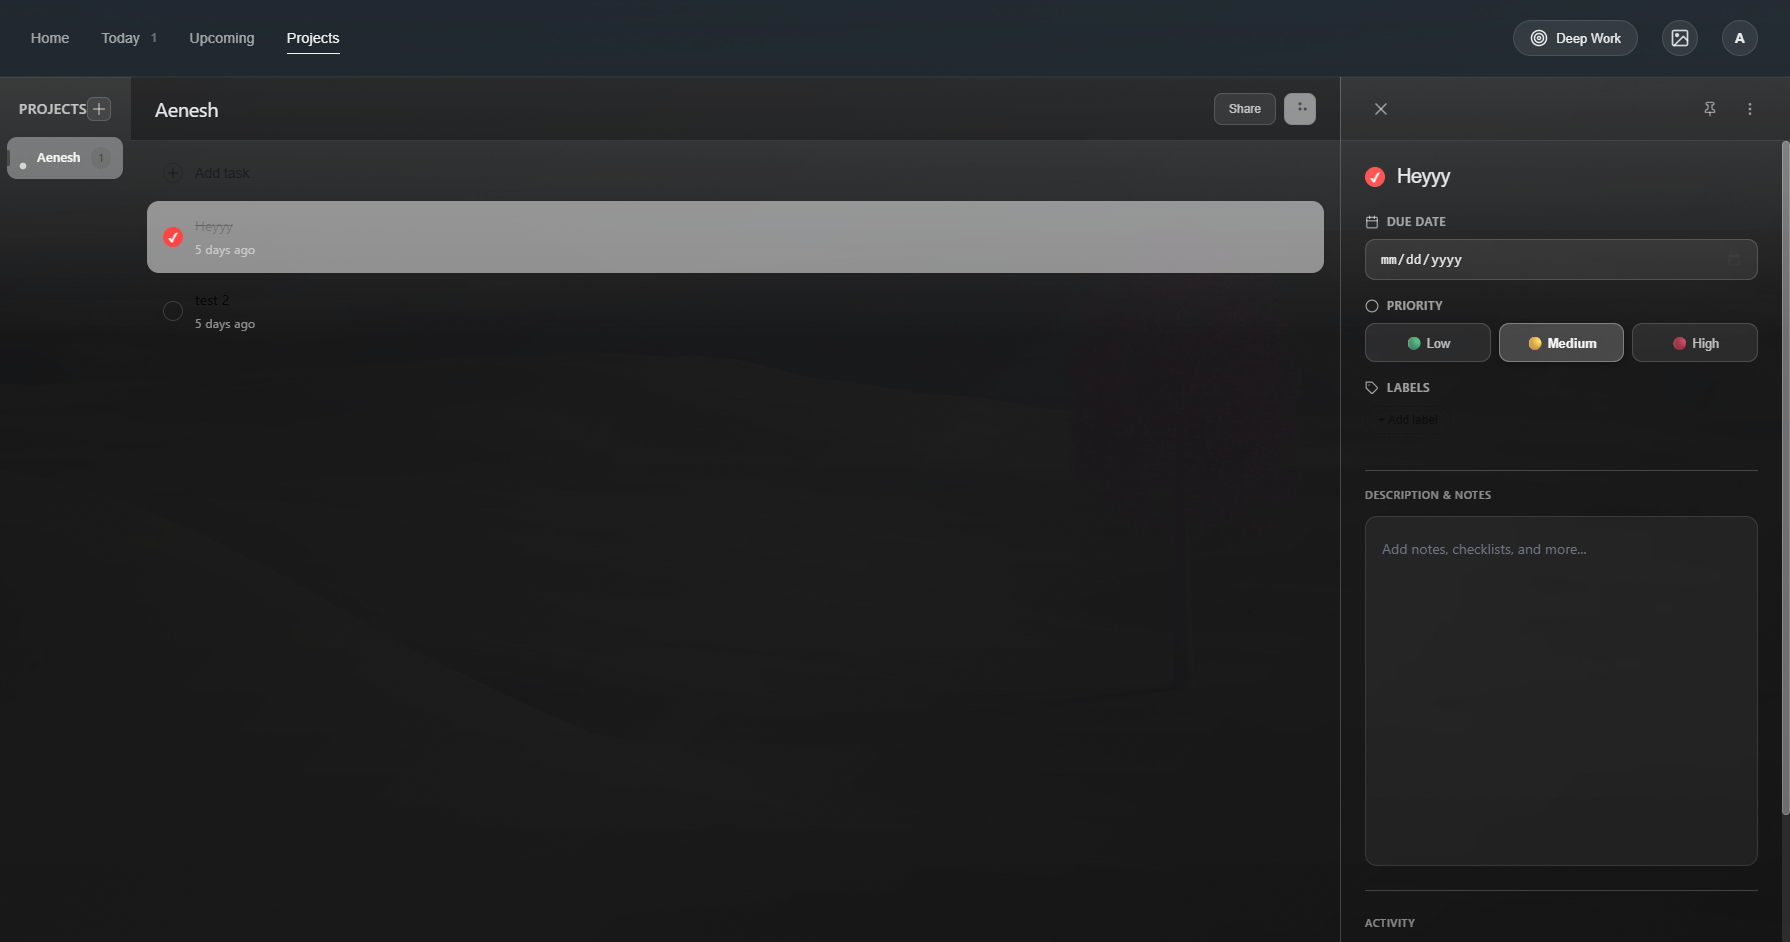 Home Today 1 Upcoming Projects Deep Work A
PROJECTS
Aenesh 1
Aenesh Share
Add task
Heyyy
5 days ago
test 2
5 days ago
Heyyy
DUE DATE
mm/dd/yyyy
PRIORITY
Low Medium High
LABELS
+ Add label
DESCRIPTION & NOTES
Add notes, checklists, and more...
ACTIVITY